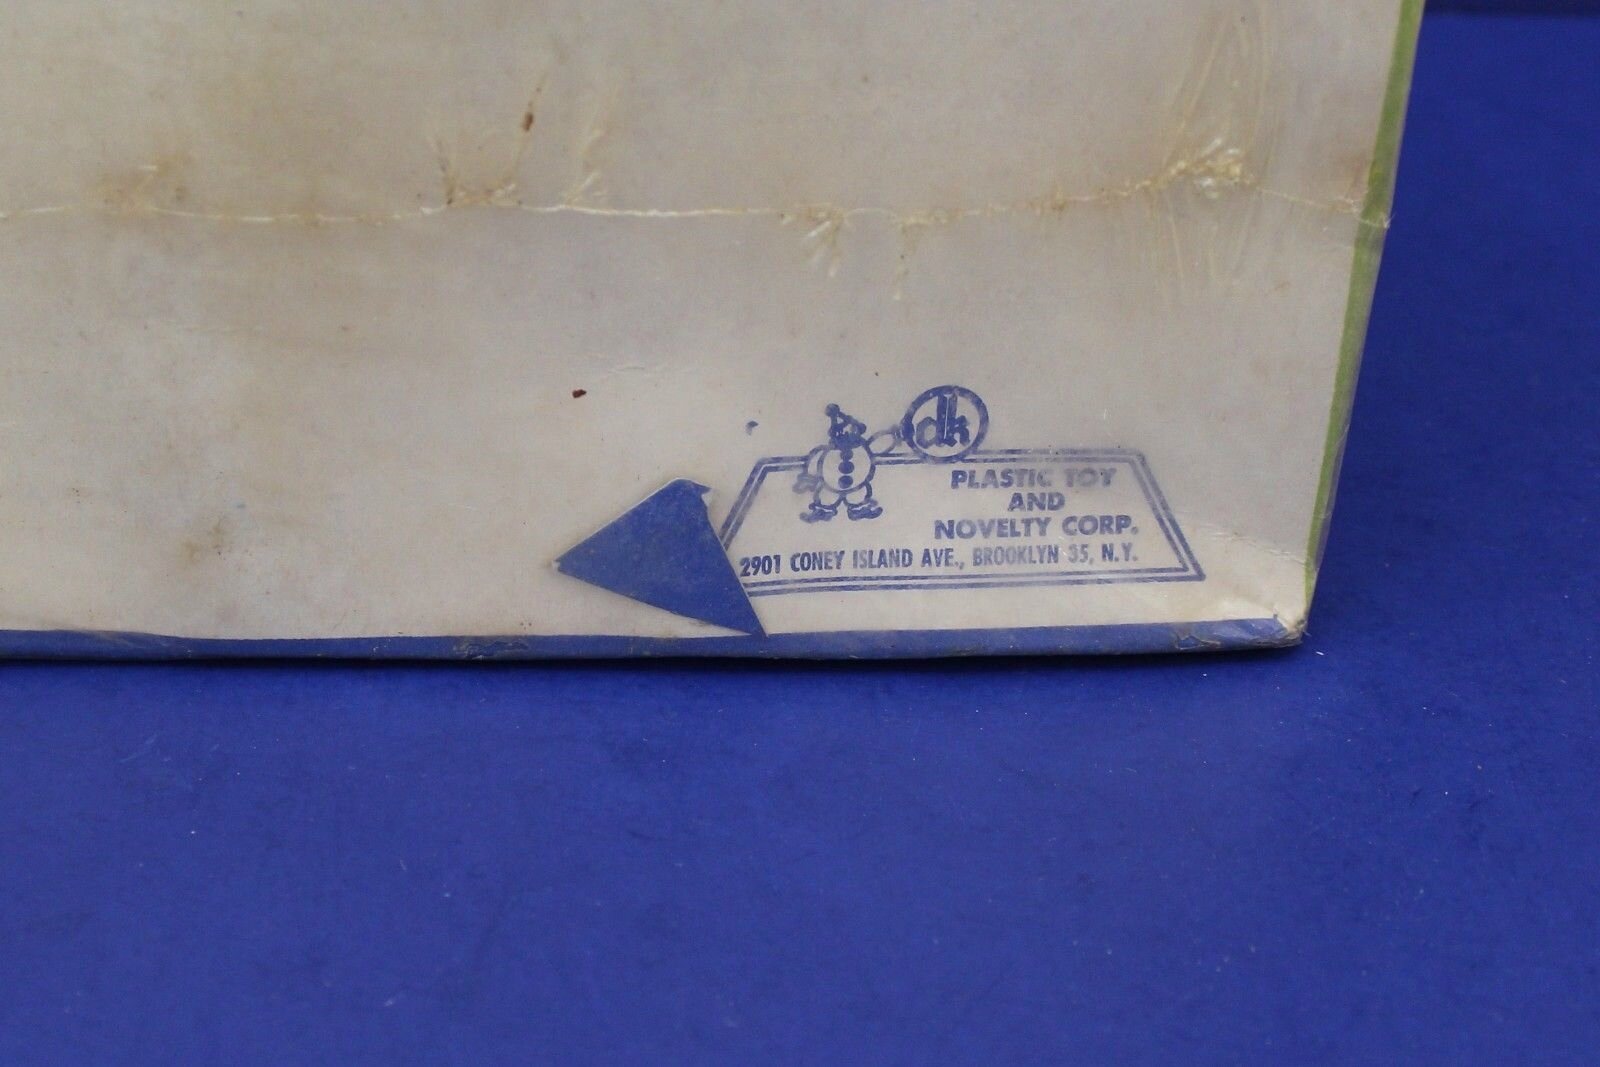 dk
PLASTIC TOY
AND
NOVELTY CORP.
2901 CONEY ISLAND AVE., BROOKLYN 35, N.Y.